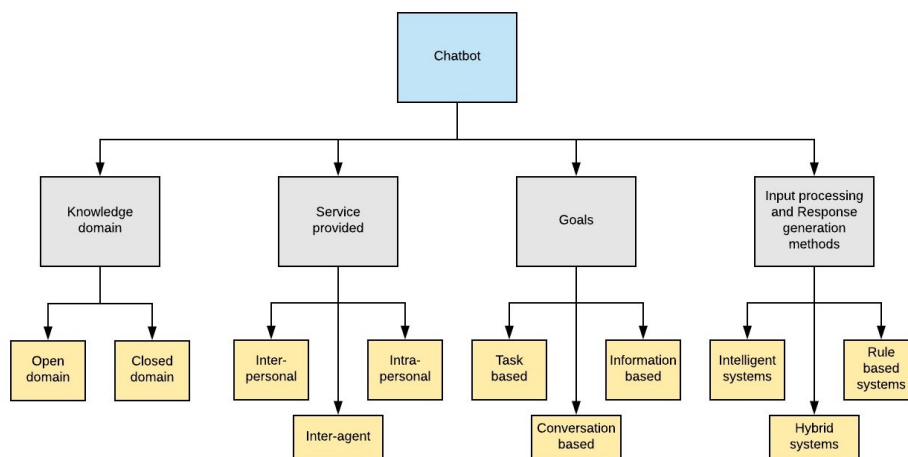 Chatbot
Knowledge
domain
Service
provided
Goals
Input processing
and Response
generation
methods
Open
domain
Closed
domain
Inter-
personal
Intra-
personal
Inter-agent
Task
based
Information
based
Conversation
based
Intelligent
systems
Rule
based
systems
Hybrid
systems